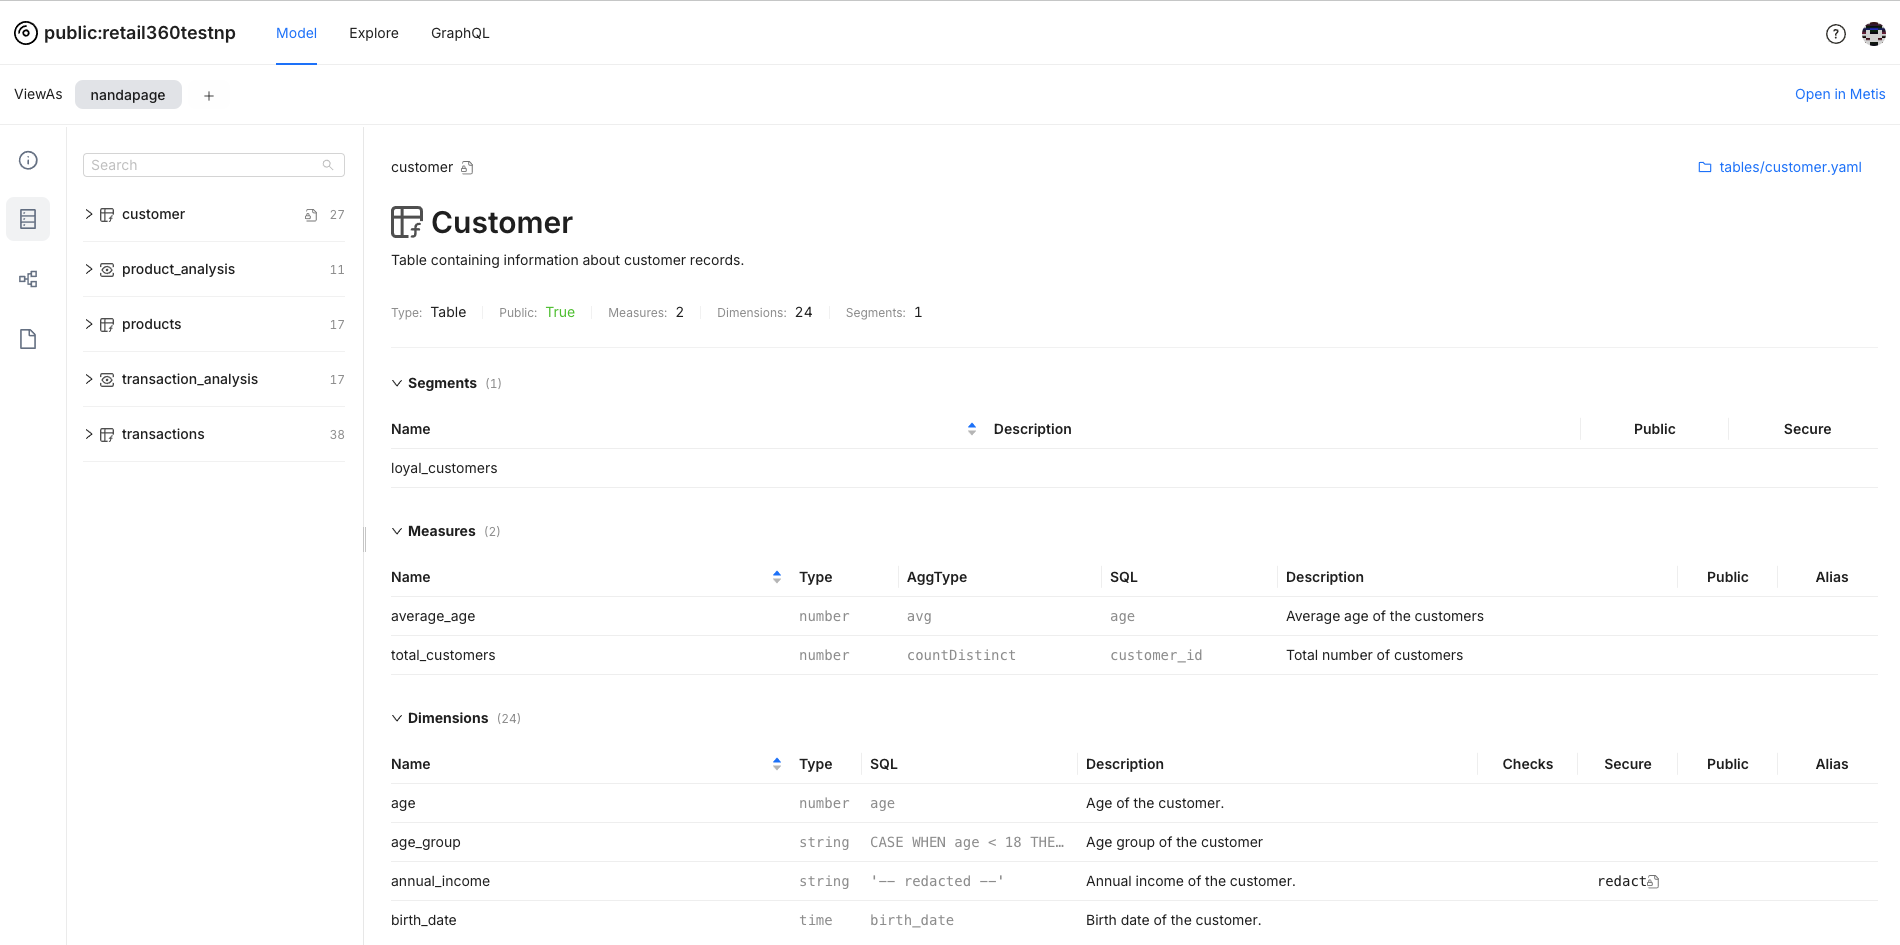 public:retail360testnp Model Explore GraphQL
ViewAs nandapage + Open in Metis
Search
customer 27
product_analysis 11
products 17
transaction_analysis 17
transactions 38
customer tables/customer.yaml
Customer
Table containing information about customer records.
Type: Table Public: True Measures: 2 Dimensions: 24 Segments: 1
Segments (1)
Name Description Public Secure
loyal_customers
Measures (2)
Name Type AggType SQL Description Public Alias
average_age number avg age Average age of the customers
total_customers number countDistinct customer_id Total number of customers
Dimensions (24)
Name Type SQL Description Checks Secure Public Alias
age number age Age of the customer.
age_group string CASE WHEN age < 18 THE… Age group of the customer
annual_income string '-- redacted --' Annual income of the customer. redact
birth_date time birth_date Birth date of the customer.